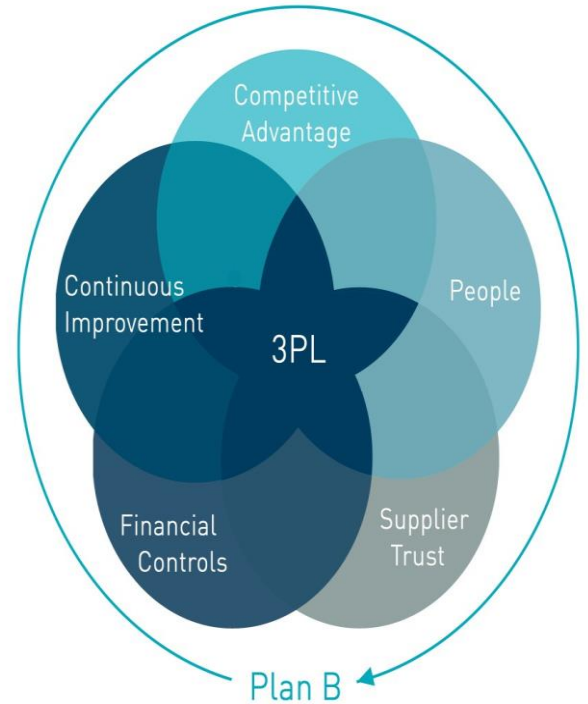 Competitive
Advantage
People
Continuous
Improvement
3PL
Financial
Controls
Supplier
Trust
Plan B